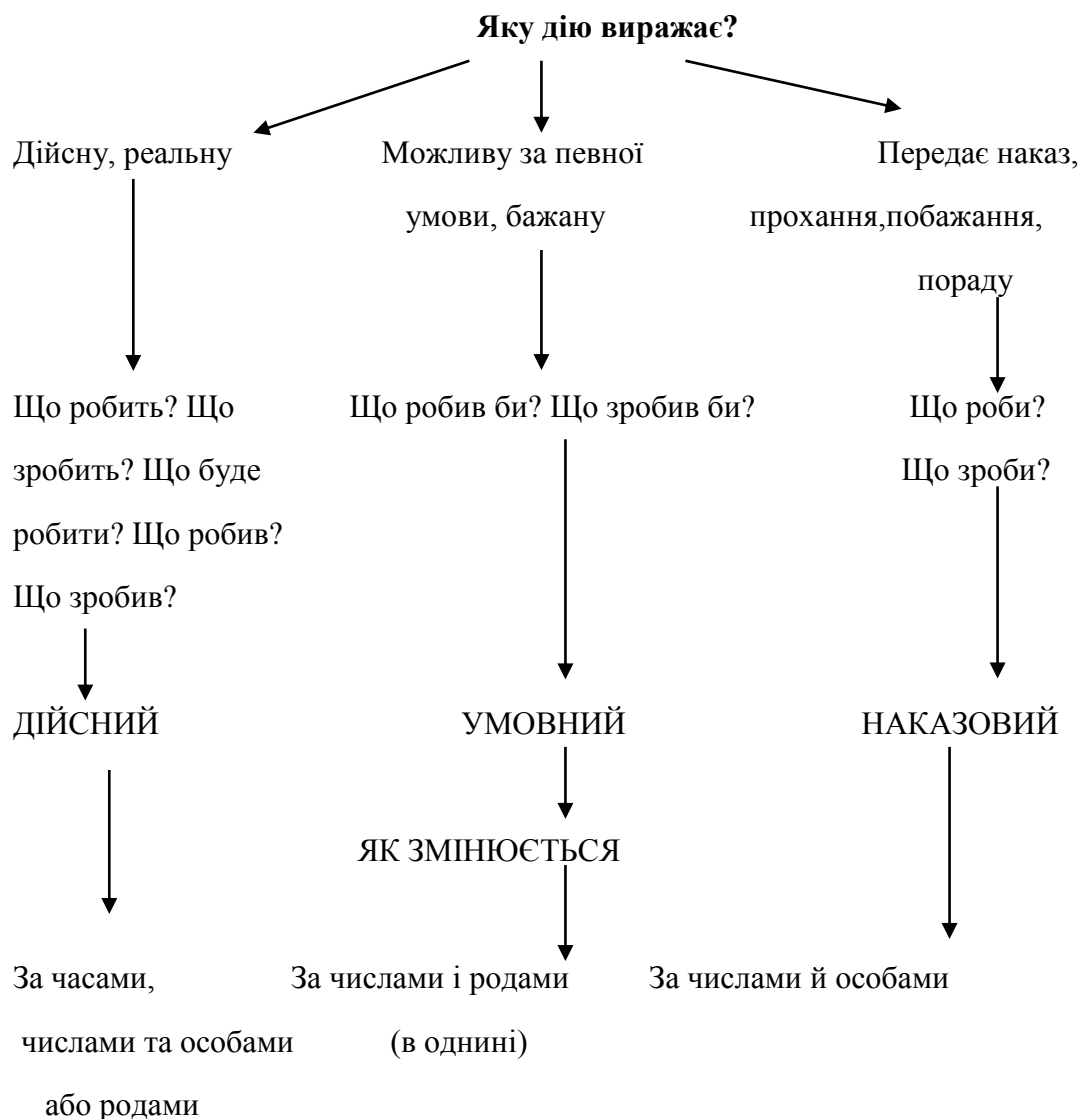 Яку дію виражає?
Дійсну, реальну
Можливу за певної
умови, бажану
Передає наказ,
прохання,побажання,
пораду
Що робить? Що
зробить? Що буде
робити? Що робив?
Що зробив?
Що робив би? Що зробив би?
Що роби?
Що зроби?
ДІЙСНИЙ
УМОВНИЙ
НАКАЗОВИЙ
ЯК ЗМІНЮЄТЬСЯ
За часами,
числами та особами
або родами
За числами і родами
(в однині)
За числами й особами